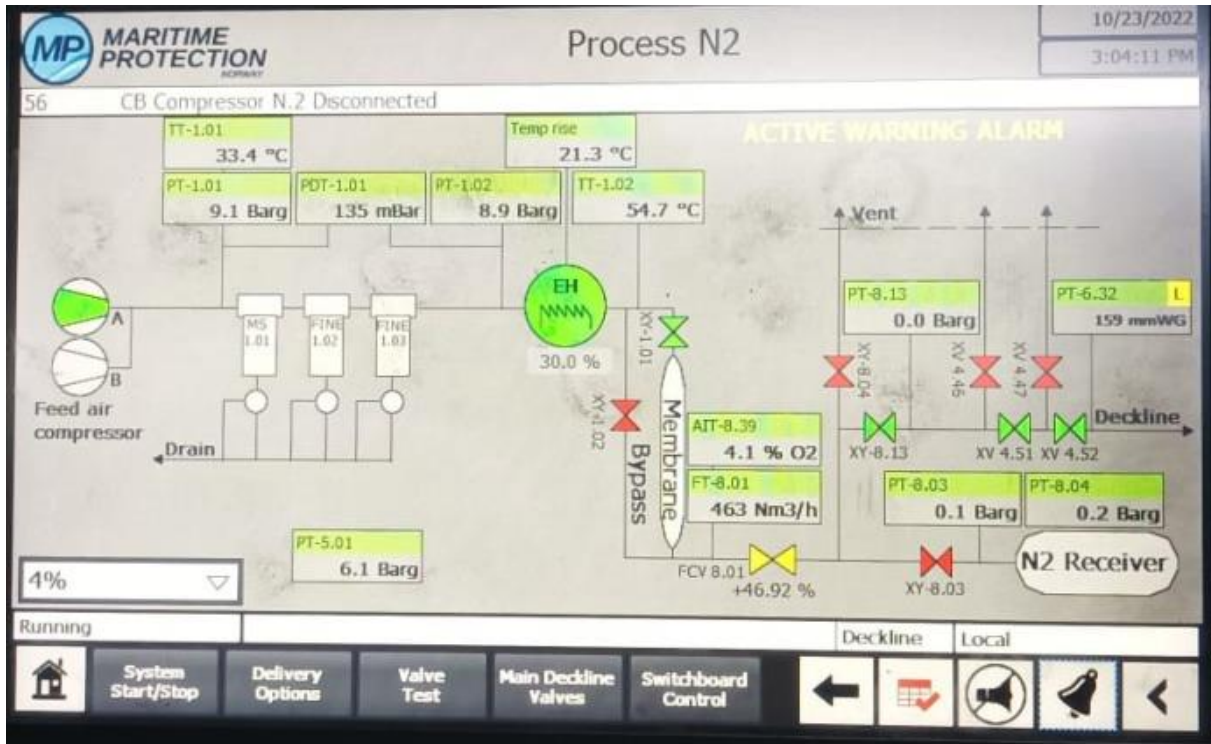 MP MARITIME
PROTECTION
NORWAY
Process N2
10/23/2022
3:04:11 PM
56 CB Compressor N.2 Disconnected
ACTIVE WARNING ALARM
TT-1.01
33.4 °C
Temp rise
21.3 °C
PT-1.01
9.1 Barg
PDT-1.01
135 mBar
PT-1.02
8.9 Barg
TT-1.02
54.7 °C
Vent
A
B
Feed air
compressor
MS
1.01
FINE
1.02
FINE
1.03
Drain
EH
30.0 %
XY-1.01
XY-1.02
Bypass
Membrane
PT-8.13
0.0 Barg
PT-6.32 L
159 mmWG
XY-8.04
XV 4.46
XV 4.47
Deckline
XY-8.13
XV 4.51
XV 4.52
AIT-8.39
4.1 % O2
FT-8.01
463 Nm3/h
PT-8.03
0.1 Barg
PT-8.04
0.2 Barg
PT-5.01
6.1 Barg
FCV 8.01
+46.92 %
XY-8.03
N2 Receiver
4%
Running
Deckline
Local
System
Start/Stop
Delivery
Options
Valve
Test
Main Deckline
Valves
Switchboard
Control